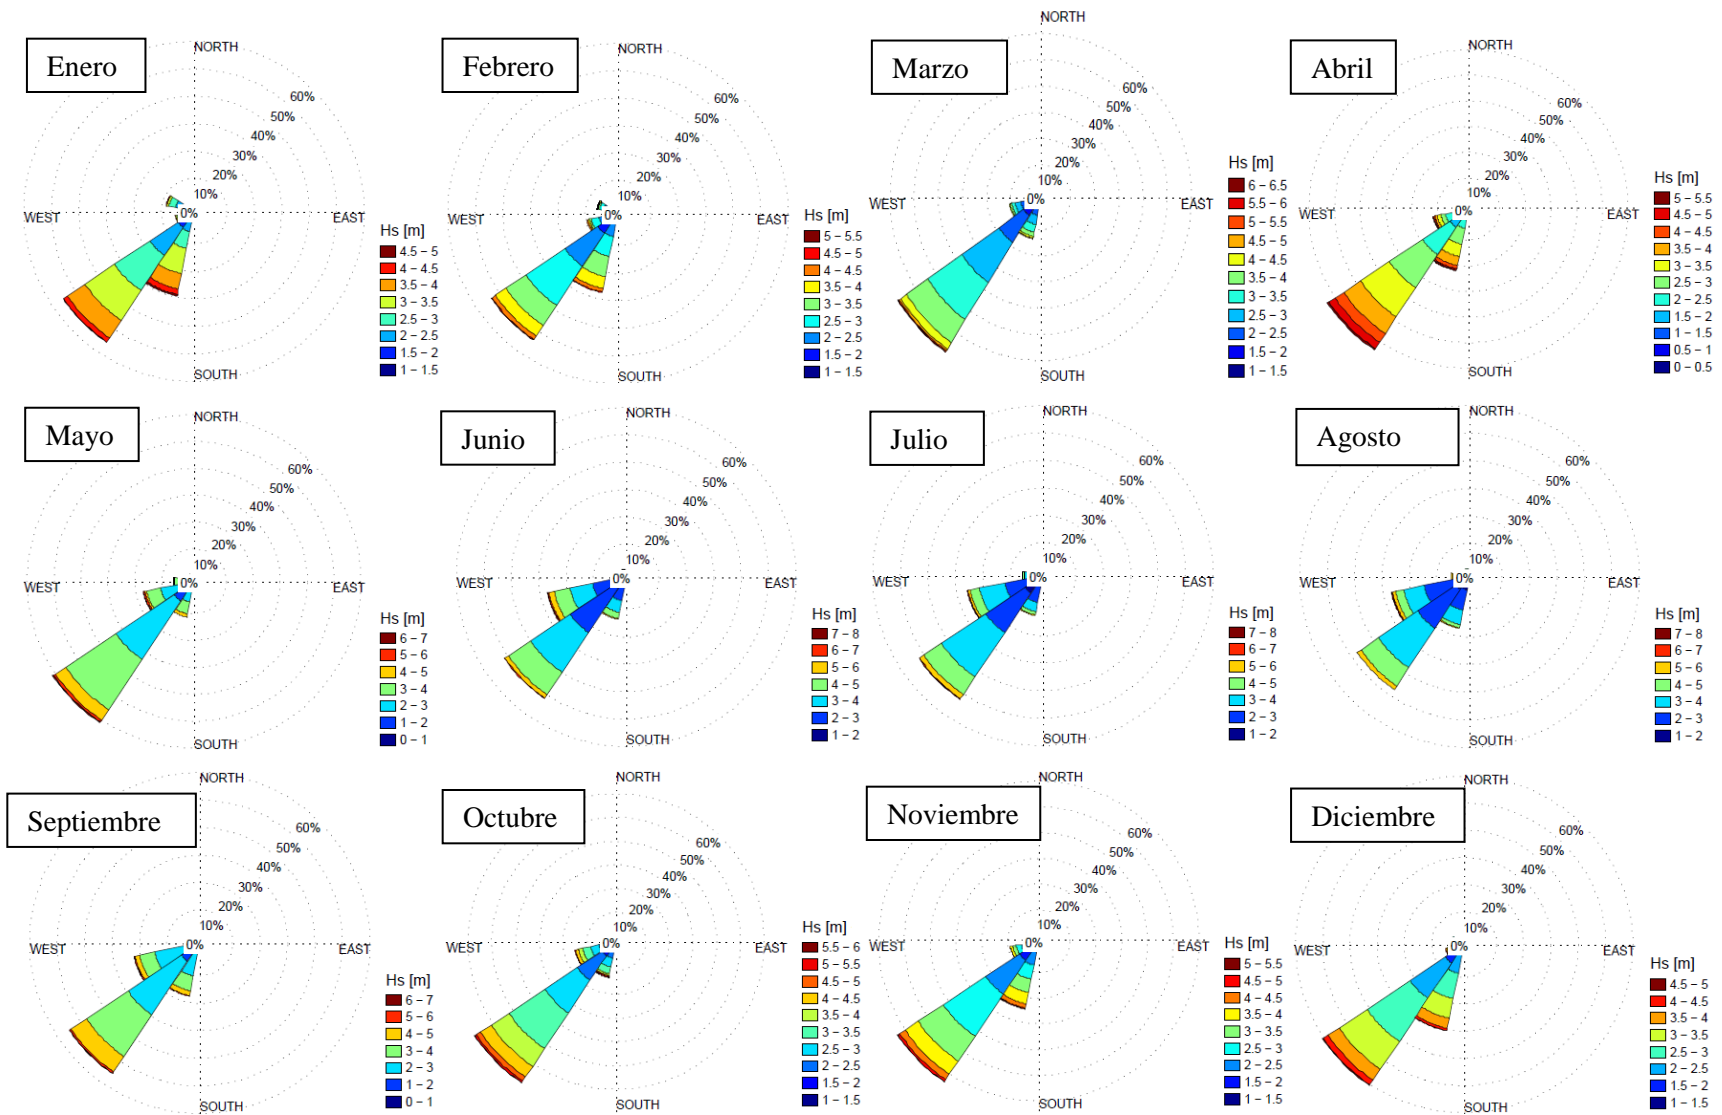 Enero
NORTH
60%
50%
40%
30%
20%
10%
0%
WEST
EAST
SOUTH
Hs [m]
4.5 – 5
4 – 4.5
3.5 – 4
3 – 3.5
2.5 – 3
2 – 2.5
1.5 – 2
1 – 1.5
Febrero
NORTH
60%
50%
40%
30%
20%
10%
0%
WEST
EAST
SOUTH
Hs [m]
5 – 5.5
4.5 – 5
4 – 4.5
3.5 – 4
3 – 3.5
2.5 – 3
2 – 2.5
1.5 – 2
1 – 1.5
Marzo
NORTH
60%
50%
40%
30%
20%
10%
0%
WEST
EAST
SOUTH
Hs [m]
6 – 6.5
5.5 – 6
5 – 5.5
4.5 – 5
4 – 4.5
3.5 – 4
3 – 3.5
2.5 – 3
2 – 2.5
1.5 – 2
1 – 1.5
Abril
NORTH
60%
50%
40%
30%
20%
10%
0%
WEST
EAST
SOUTH
Hs [m]
5 – 5.5
4.5 – 5
4 – 4.5
3.5 – 4
3 – 3.5
2.5 – 3
2 – 2.5
1.5 – 2
1 – 1.5
0.5 – 1
0 – 0.5
Mayo
NORTH
60%
50%
40%
30%
20%
10%
0%
WEST
EAST
SOUTH
Hs [m]
6 – 7
5 – 6
4 – 5
3 – 4
2 – 3
1 – 2
0 – 1
Junio
NORTH
60%
50%
40%
30%
20%
10%
0%
WEST
EAST
SOUTH
Hs [m]
7 – 8
6 – 7
5 – 6
4 – 5
3 – 4
2 – 3
1 – 2
Julio
NORTH
60%
50%
40%
30%
20%
10%
0%
WEST
EAST
SOUTH
Hs [m]
7 – 8
6 – 7
5 – 6
4 – 5
3 – 4
2 – 3
1 – 2
Agosto
NORTH
60%
50%
40%
30%
20%
10%
0%
WEST
EAST
SOUTH
Hs [m]
7 – 8
6 – 7
5 – 6
4 – 5
3 – 4
2 – 3
1 – 2
Septiembre
NORTH
60%
50%
40%
30%
20%
10%
0%
WEST
EAST
SOUTH
Hs [m]
6 – 7
5 – 6
4 – 5
3 – 4
2 – 3
1 – 2
0 – 1
Octubre
NORTH
60%
50%
40%
30%
20%
10%
0%
WEST
EAST
SOUTH
Hs [m]
5.5 – 6
5 – 5.5
4.5 – 5
4 – 4.5
3.5 – 4
3 – 3.5
2.5 – 3
2 – 2.5
1.5 – 2
1 – 1.5
Noviembre
NORTH
60%
50%
40%
30%
20%
10%
0%
WEST
EAST
SOUTH
Hs [m]
5 – 5.5
4.5 – 5
4 – 4.5
3.5 – 4
3 – 3.5
2.5 – 3
2 – 2.5
1.5 – 2
1 – 1.5
Diciembre
NORTH
60%
50%
40%
30%
20%
10%
0%
WEST
EAST
SOUTH
Hs [m]
4.5 – 5
4 – 4.5
3.5 – 4
3 – 3.5
2.5 – 3
2 – 2.5
1.5 – 2
1 – 1.5